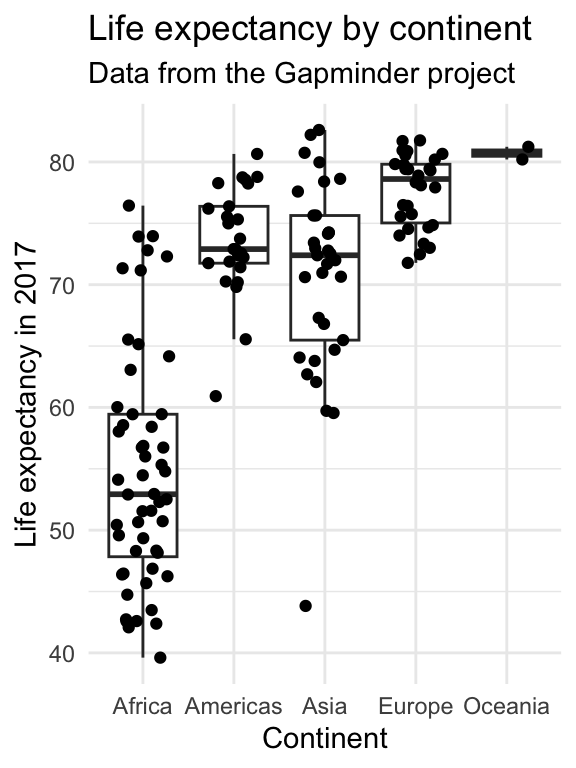 Life expectancy by continent
Data from the Gapminder project
Life expectancy in 2017
80
70
60
50
40
Africa Americas Asia Europe Oceania
Continent